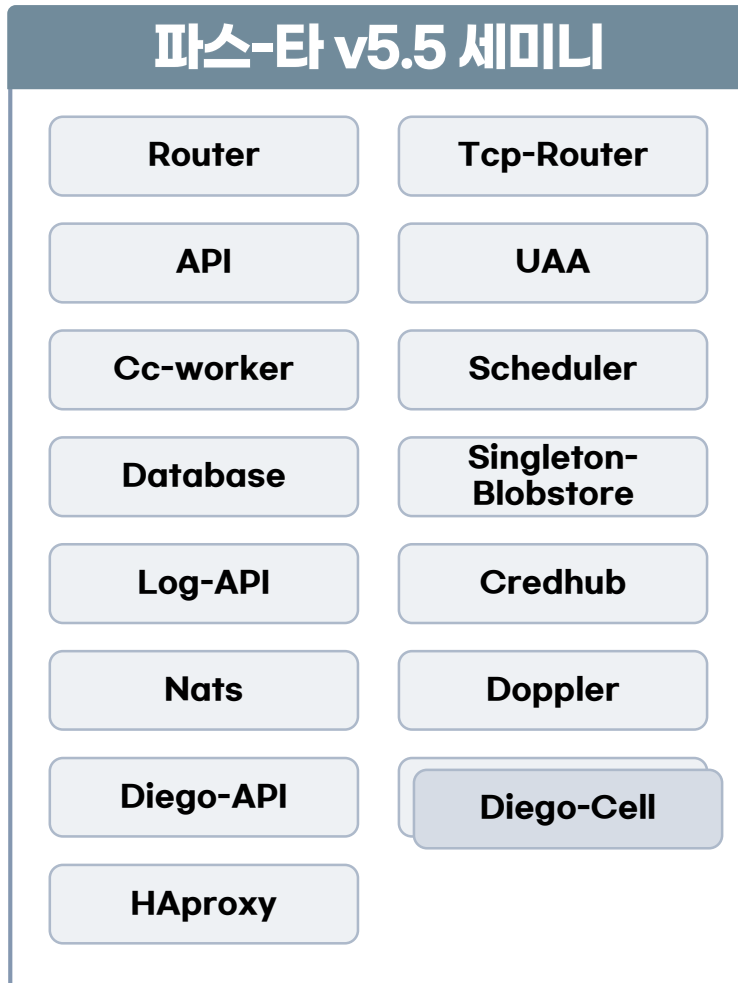 파스-타 v5.5 세미니
Router
Tcp-Router
API
UAA
Cc-worker
Scheduler
Database
Singleton-
Blobstore
Log-API
Credhub
Nats
Doppler
Diego-API
Diego-Cell
HAproxy